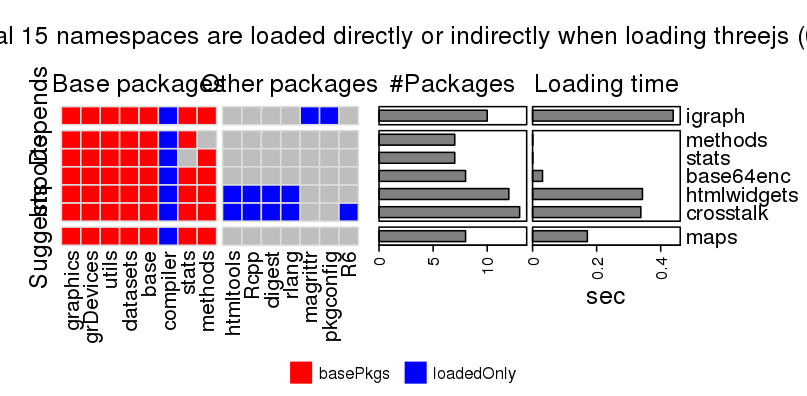 al 15 namespaces are loaded directly or indirectly when loading threejs (
Base packages
Other packages
#Packages
Loading time
Depends
Imports
Suggests
igraph
methods
stats
base64enc
htmlwidgets
crosstalk
maps
graphics
grDevices
utils
datasets
base
compiler
stats
methods
htmltools
Rcpp
digest
rlang
magrittr
pkgconfig
R6
0 5 10
0 0.2 0.4
sec
basePkgs loadedOnly